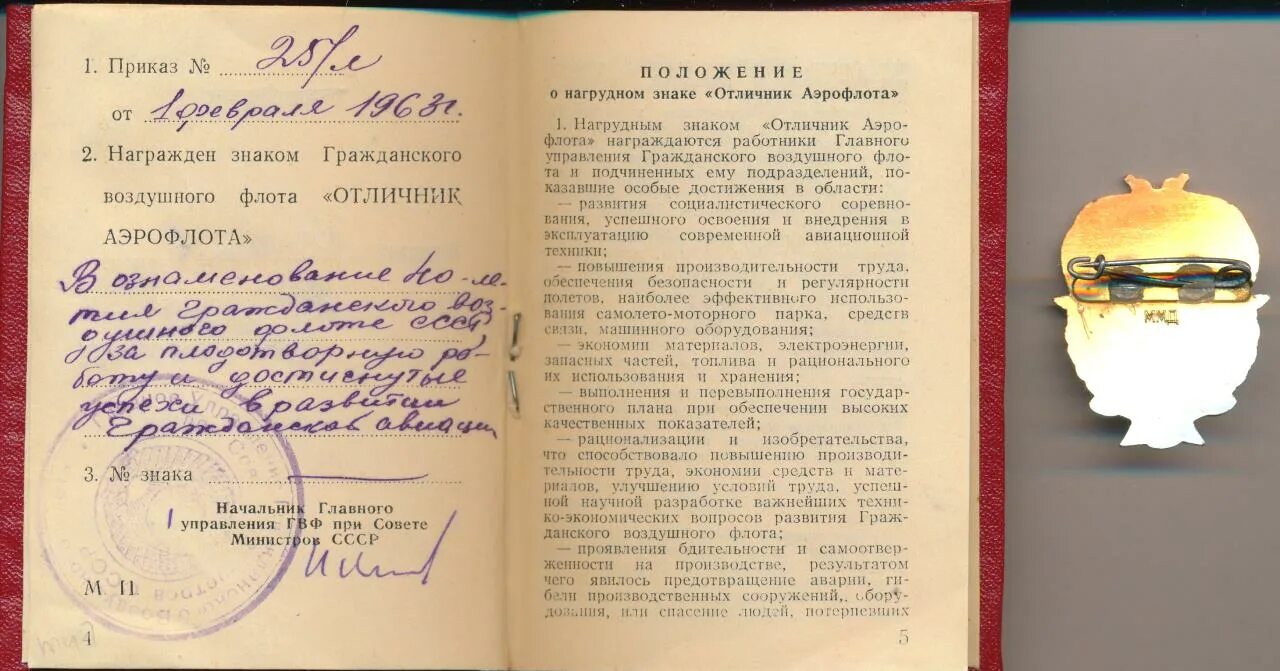 1. Приказ № 25/л
от 1 февраля 1963 г.
2. Награжден знаком Гражданского
воздушного флота «ОТЛИЧНИК
АЭРОФЛОТА»
В ознаменование 40-ле-
тия гражданского воз-
душного флота СССР
за плодотворную ра-
боту и достигнутые
успехи в развитии
гражданской авиации
3. № знака
Начальник Главного
управления ГВФ при Совете
Министров СССР
М. П.
4
ПОЛОЖЕНИЕ
о нагрудном знаке «Отличник Аэрофлота»
1. Нагрудным знаком «Отличник Аэро-
флота» награждаются работники Главного
управления Гражданского воздушного фло-
та и подчиненных ему подразделений, по-
казавшие особые достижения в области:
— развития социалистического соревно-
вания, успешного освоения и внедрения в
эксплуатацию современной авиационной
техники;
— повышения производительности труда,
обеспечения безопасности и регулярности
полетов, наиболее эффективного использо-
вания самолето-моторного парка, средств
связи, машинного оборудования;
— экономии материалов, электроэнергии,
запасных частей, топлива и рационального
их использования и хранения;
— выполнения и перевыполнения государ-
ственного плана при обеспечении высоких
качественных показателей;
— рационализации и изобретательства,
что способствовало повышению производи-
тельности труда, экономии средств и мате-
риалов, улучшению условий труда, успеш-
ной научной разработке важнейших техни-
ко-экономических вопросов развития Граж-
данского воздушного флота;
— проявления бдительности и самоотвер-
женности на производстве, результатом
чего явилось предотвращение аварии, ги-
бели производственных сооружений, обору-
дования, или спасение людей, потерпевших
5
ММД